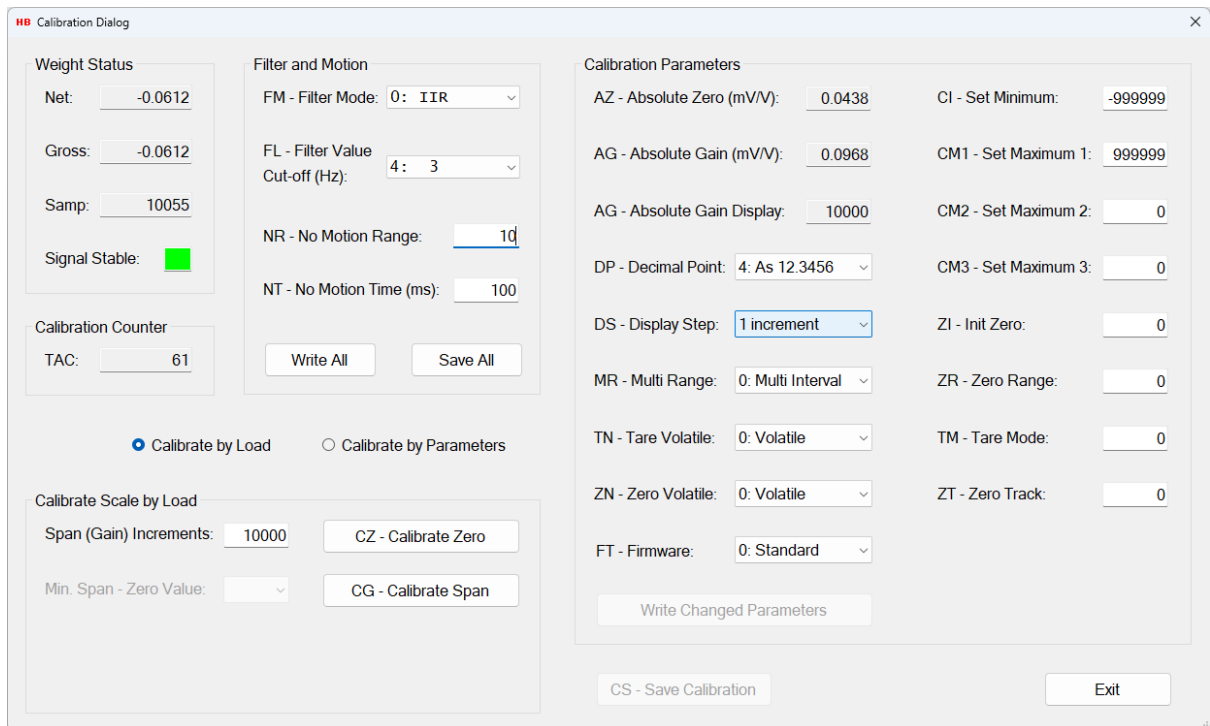 HB Calibration Dialog
Weight Status
Net: -0.0612
Gross: -0.0612
Samp: 10055
Signal Stable:
Calibration Counter
TAC: 61
Filter and Motion
FM - Filter Mode: 0: IIR
FL - Filter Value
Cut-off (Hz): 4: 3
NR - No Motion Range: 10
NT - No Motion Time (ms): 100
Write All Save All
Calibrate by Load Calibrate by Parameters
Calibrate Scale by Load
Span (Gain) Increments: 10000 CZ - Calibrate Zero
Min. Span - Zero Value: CG - Calibrate Span
Calibration Parameters
AZ - Absolute Zero (mV/V): 0.0438 CI - Set Minimum: -999999
AG - Absolute Gain (mV/V): 0.0968 CM1 - Set Maximum 1: 999999
AG - Absolute Gain Display: 10000 CM2 - Set Maximum 2: 0
DP - Decimal Point: 4: As 12.3456 CM3 - Set Maximum 3: 0
DS - Display Step: 1 increment ZI - Init Zero: 0
MR - Multi Range: 0: Multi Interval ZR - Zero Range: 0
TN - Tare Volatile: 0: Volatile TM - Tare Mode: 0
ZN - Zero Volatile: 0: Volatile ZT - Zero Track: 0
FT - Firmware: 0: Standard
Write Changed Parameters
CS - Save Calibration Exit